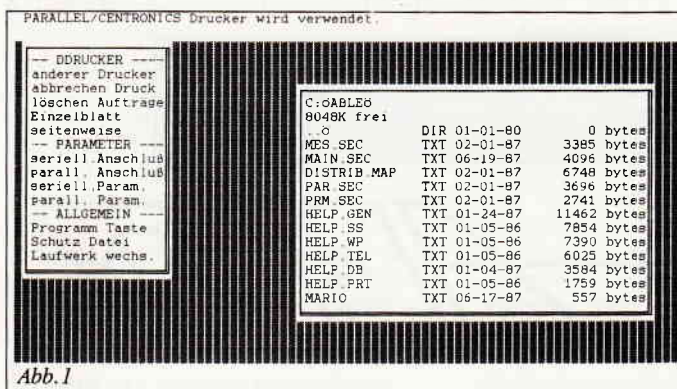 PARALLEL/CENTRONICS Drucker wird verwendet.
-- DDRUCKER ----
anderer Drucker
abbrechen Druck
löschen Auftrage
Einzelblatt
seitenweise
-- PARAMETER ---
seriell.Anschluß
parall. Anschluß
seriell.Param.
parall. Param.
-- ALLGEMEIN ---
Programm Taste
Schutz Datei
Laufwerk wechs.
C:öABLEö
8048K frei
..ö DIR 01-01-80 0 bytes
MES.SEC TXT 02-01-87 3385 bytes
MAIN.SEC TXT 06-19-87 4096 bytes
DISTRIB.MAP TXT 02-01-87 6748 bytes
PAR.SEC TXT 02-01-87 3696 bytes
PRM.SEC TXT 02-01-87 2741 bytes
HELP.GEN TXT 01-24-87 11462 bytes
HELP.SS TXT 01-05-86 7854 bytes
HELP.WP TXT 01-05-86 7390 bytes
HELP.TEL TXT 01-05-86 6025 bytes
HELP.DB TXT 01-04-87 3584 bytes
HELP.PRT TXT 01-05-86 1759 bytes
MARIO TXT 06-17-87 557 bytes
Abb.1